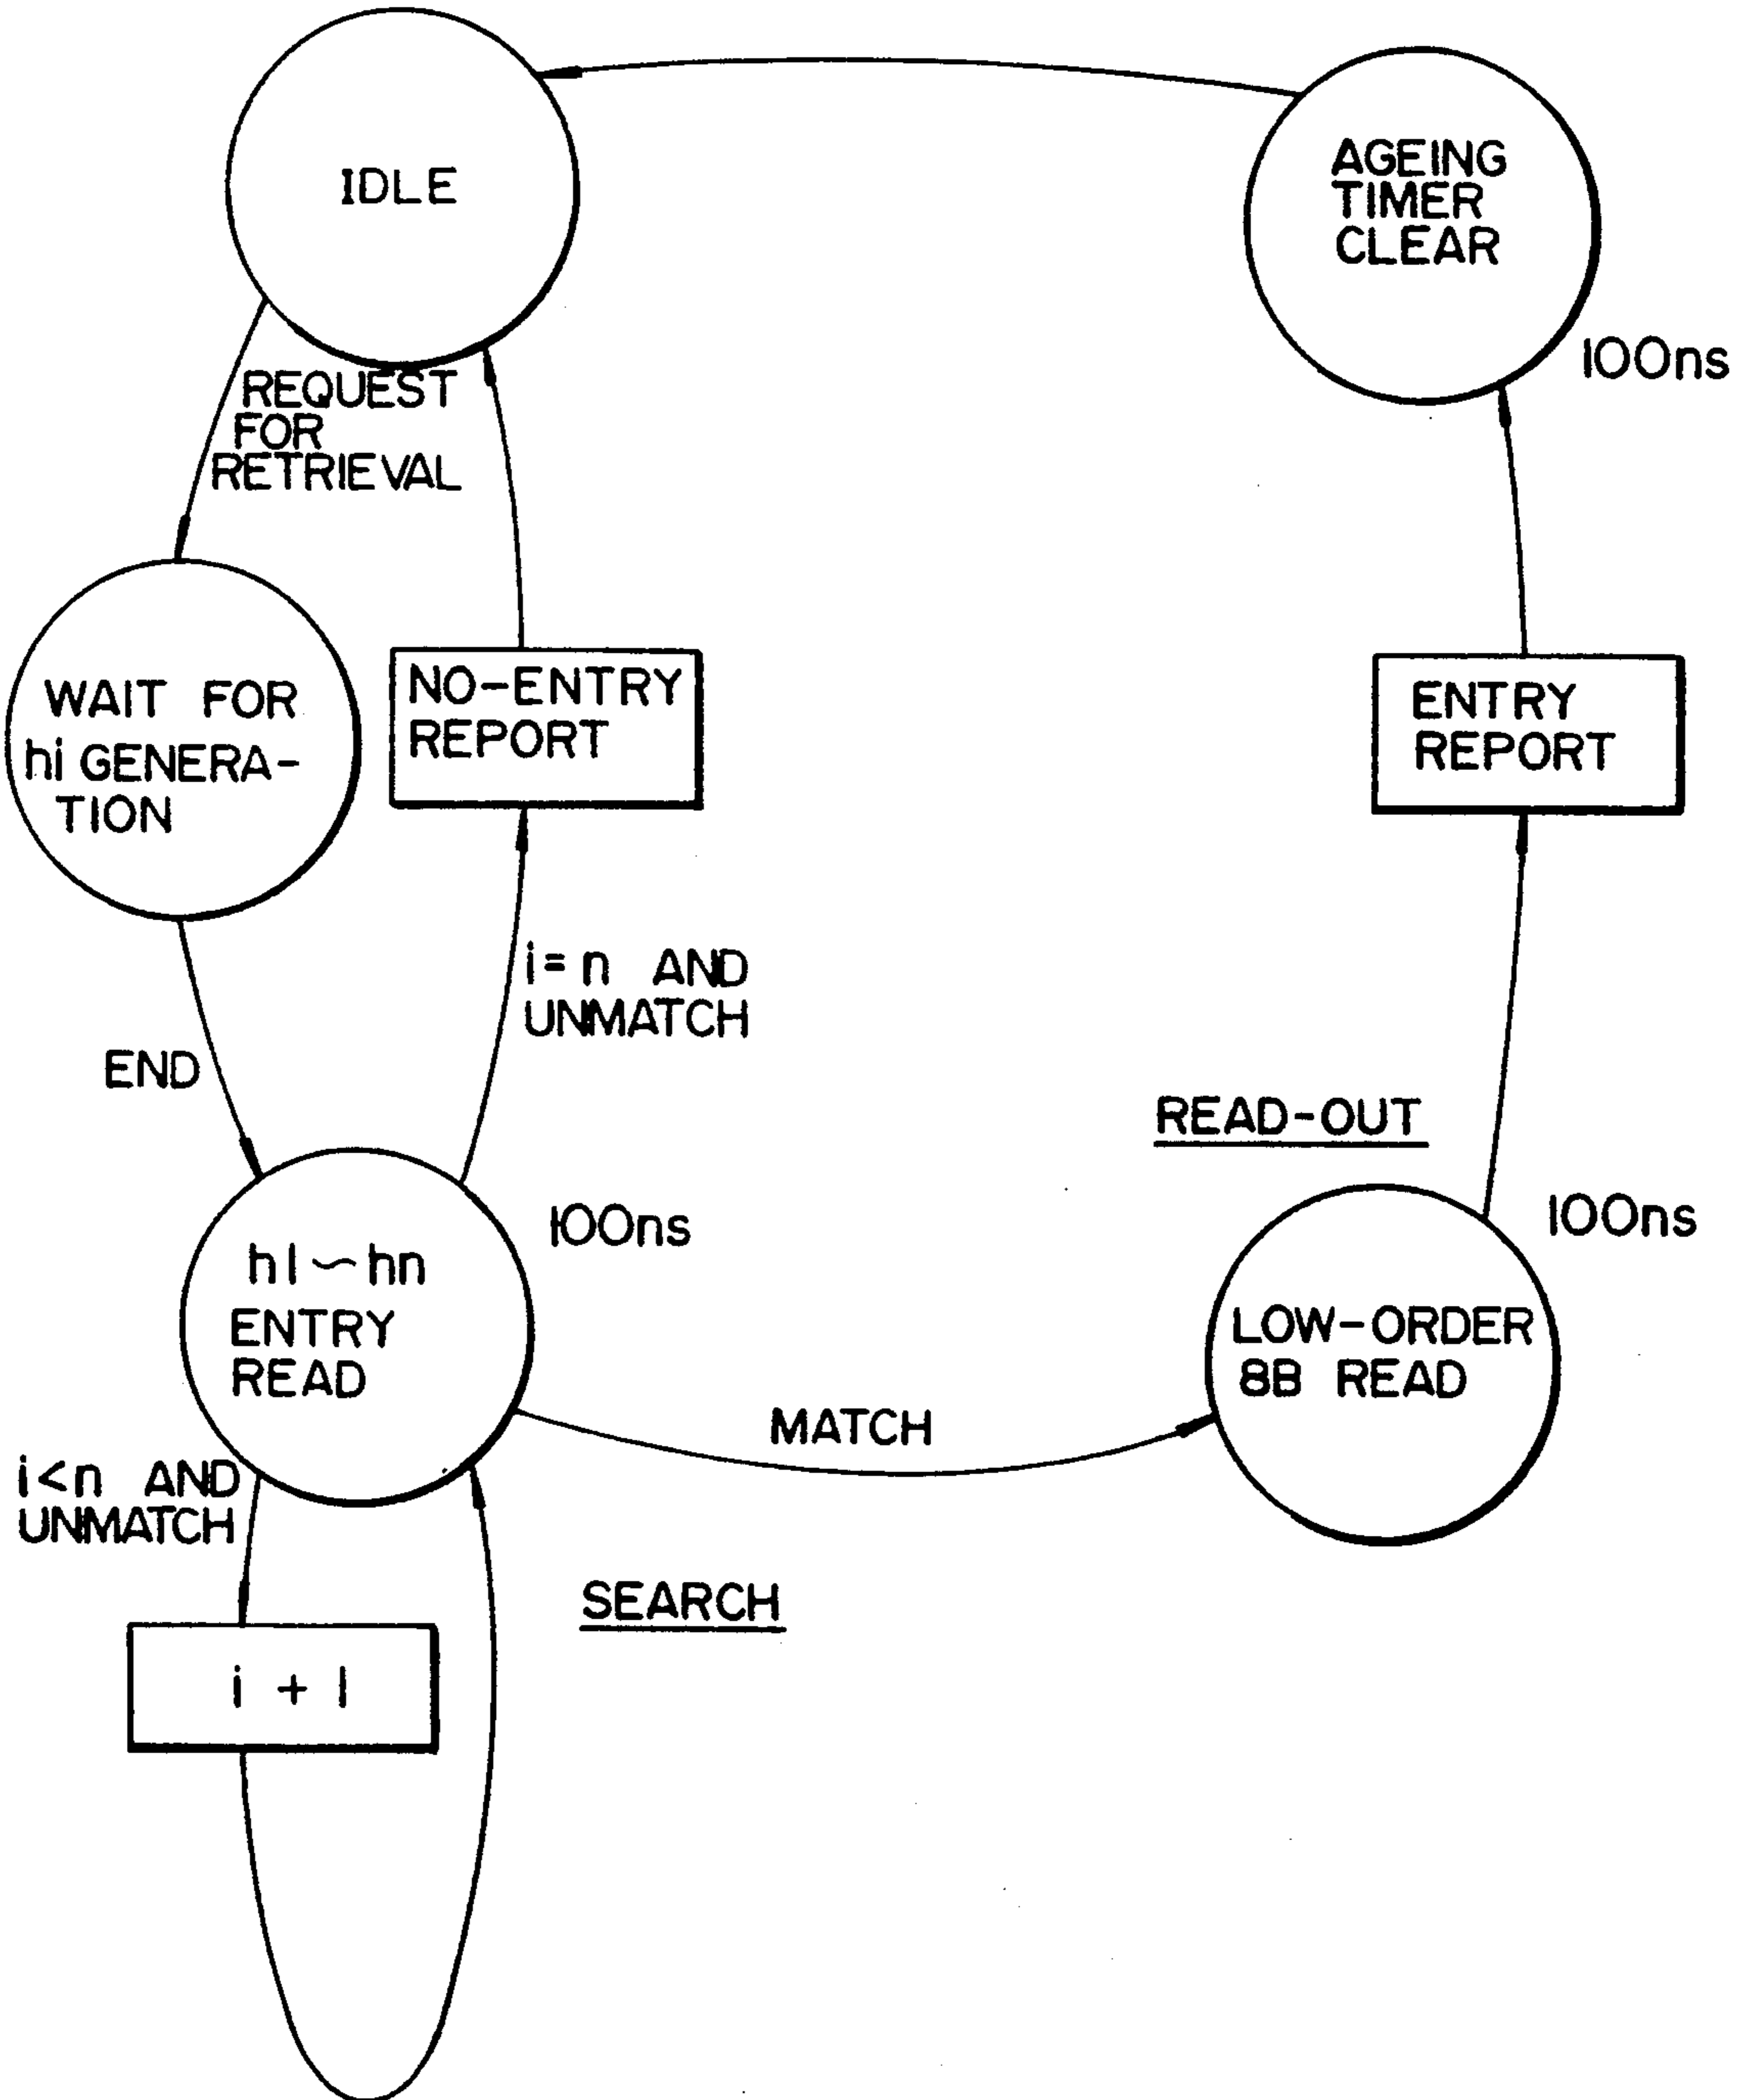 IDLE
AGEING
TIMER
CLEAR
100ns
REQUEST
FOR
RETRIEVAL
WAIT FOR
hi GENERA-
TION
NO-ENTRY
REPORT
ENTRY
REPORT
i=n AND
UNMATCH
END
READ-OUT
100ns
100ns
h1 ~ hn
ENTRY
READ
LOW-ORDER
8B READ
MATCH
i<n AND
UNMATCH
SEARCH
i + 1